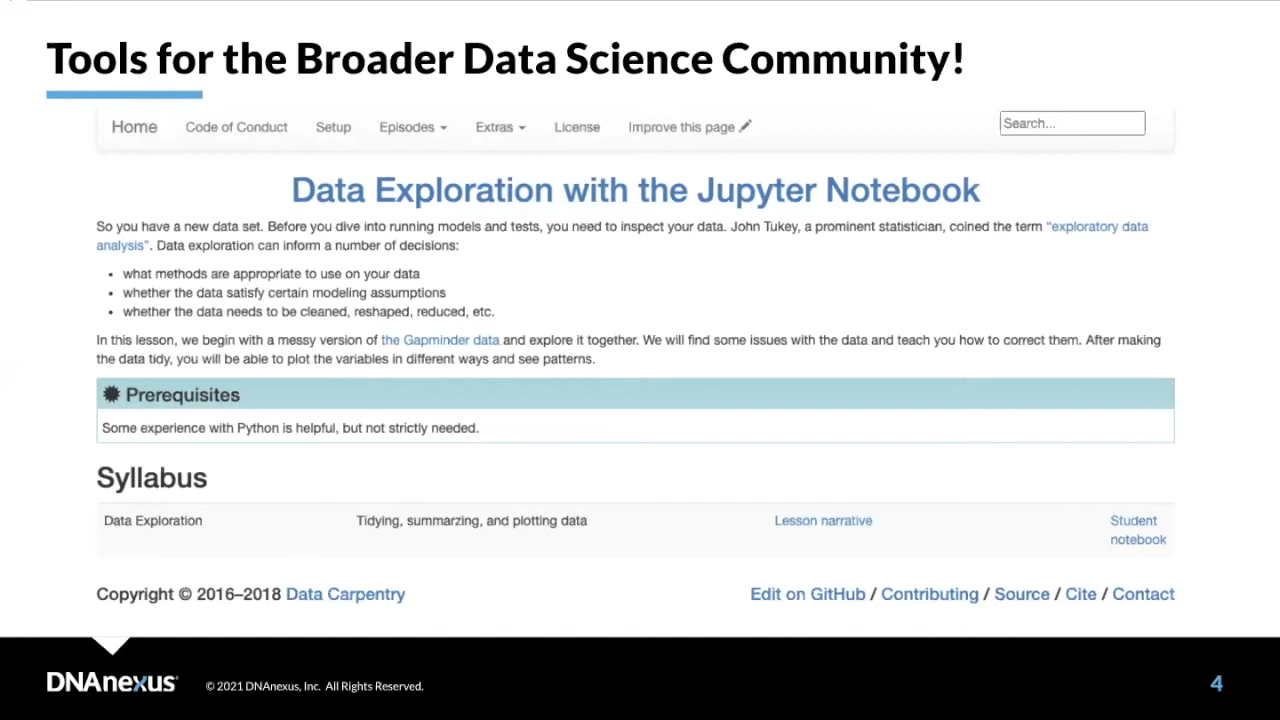 Tools for the Broader Data Science Community!
Home Code of Conduct Setup Episodes Extras License Improve this page Search...
Data Exploration with the Jupyter Notebook
So you have a new data set. Before you dive into running models and tests, you need to inspect your data. John Tukey, a prominent statistician, coined the term “exploratory data
analysis”. Data exploration can inform a number of decisions:
• what methods are appropriate to use on your data
• whether the data satisfy certain modeling assumptions
• whether the data needs to be cleaned, reshaped, reduced, etc.
In this lesson, we begin with a messy version of the Gapminder data and explore it together. We will find some issues with the data and teach you how to correct them. After making
the data tidy, you will be able to plot the variables in different ways and see patterns.
Prerequisites
Some experience with Python is helpful, but not strictly needed.
Syllabus
Data Exploration Tidying, summarzing, and plotting data Lesson narrative Student
notebook
Copyright © 2016–2018 Data Carpentry Edit on GitHub / Contributing / Source / Cite / Contact
DNAnexus © 2021 DNAnexus, Inc. All Rights Reserved. 4